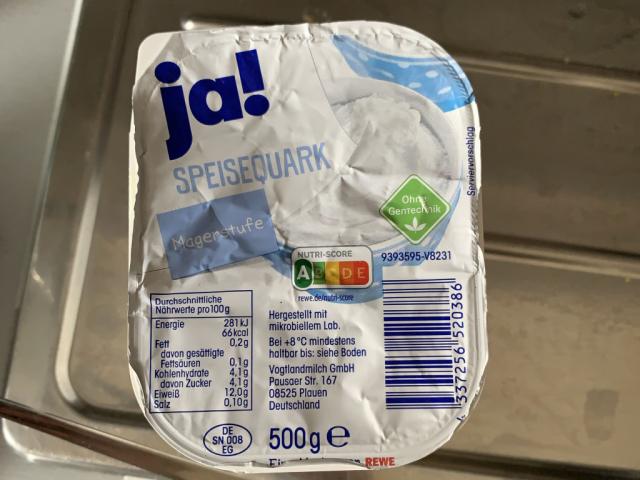 ja!
SPEISEQUARK
Magerstufe
Ohne
GenTechnik
Serviervorschlag
NUTRI-SCORE
A B C D E
rewe.de/nutri-score
9393595-V8231
Durchschnittliche
Nährwerte pro 100g
Energie 281 kJ
66 kcal
Fett 0,2g
davon gesättigte
Fettsäuren 0,1g
Kohlenhydrate 4,1g
davon Zucker 4,1g
Eiweiß 12,0g
Salz 0,10g
Hergestellt mit
mikrobiellem Lab.
Bei +8°C mindestens
haltbar bis: siehe Boden
Vogtlandmilch GmbH
Pausaer Str. 167
08525 Plauen
Deutschland
4 337256 520386
DE
SN 008
EG
500g e
REWE